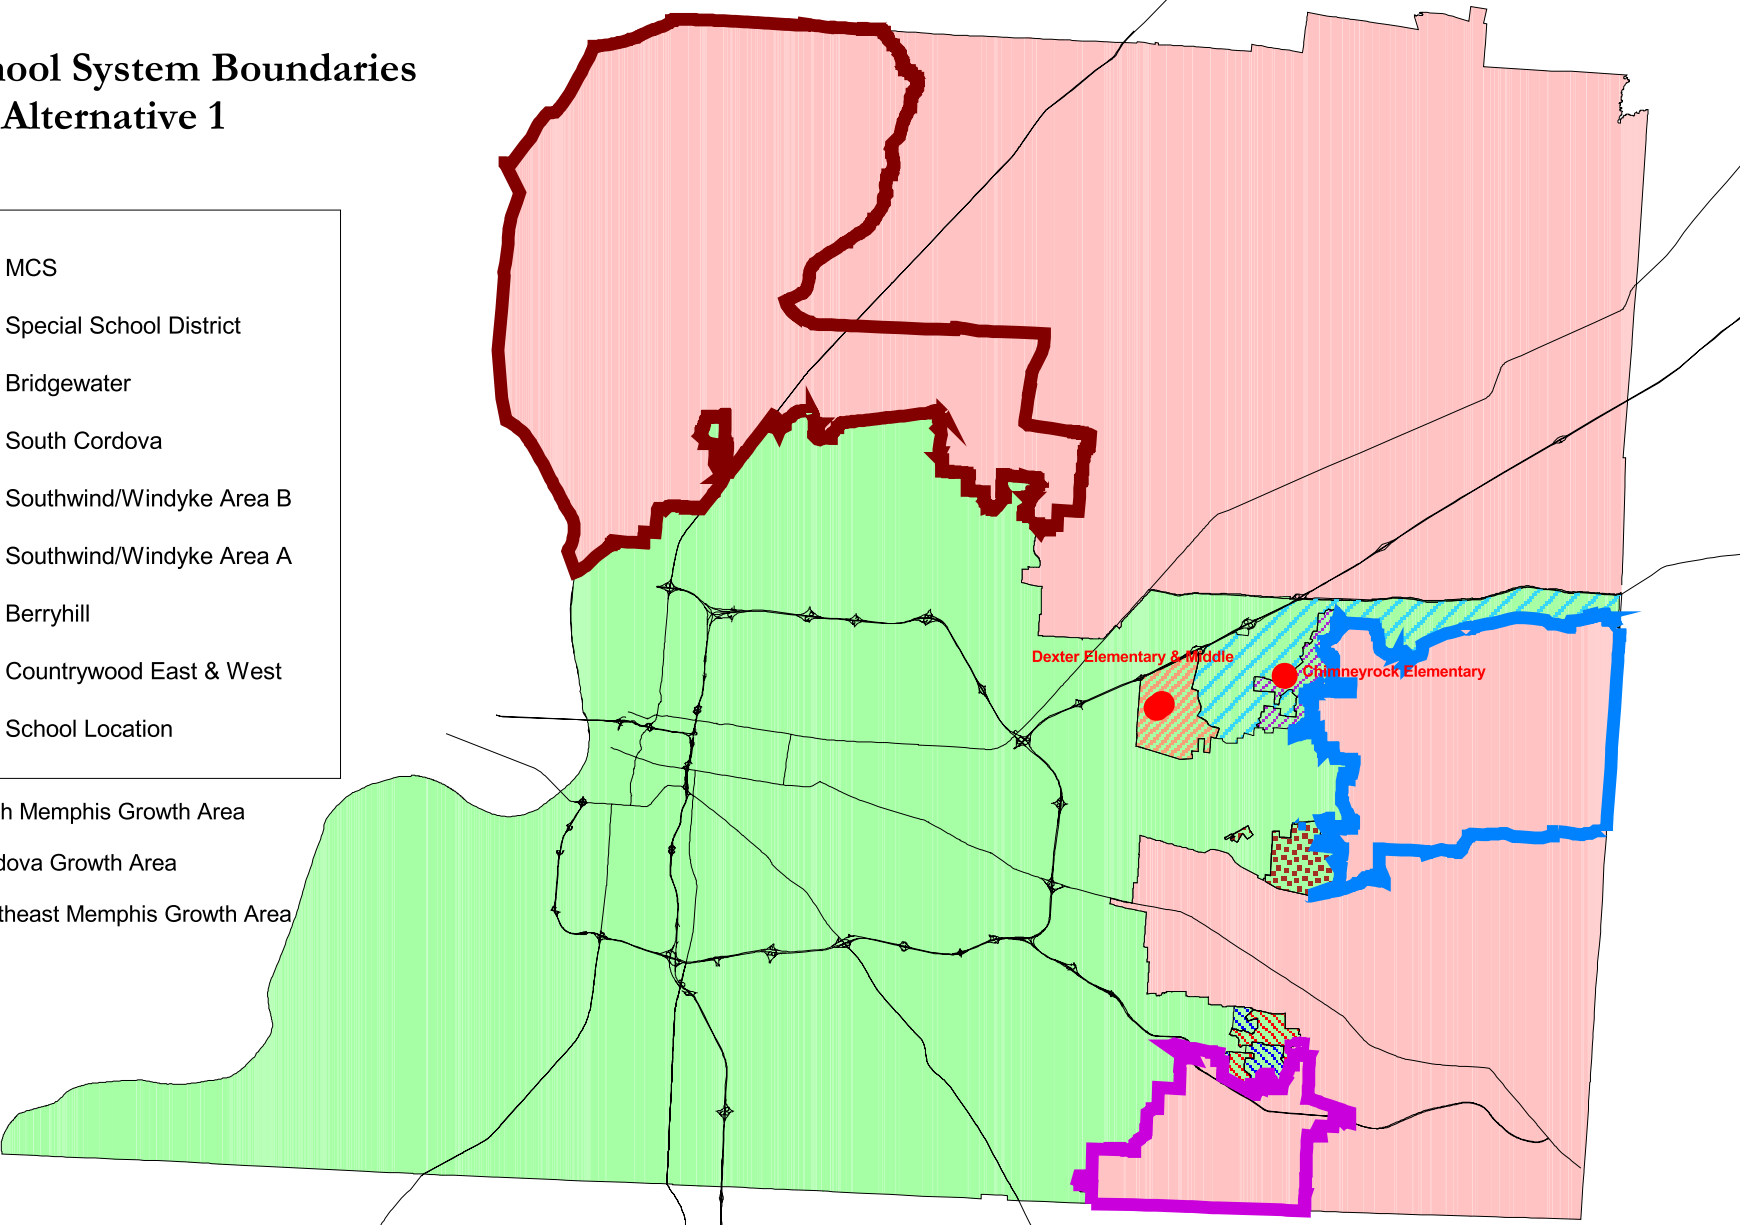 hool System Boundaries
Alternative 1
MCS
Special School District
Bridgewater
South Cordova
Southwind/Windyke Area B
Southwind/Windyke Area A
Berryhill
Countrywood East & West
School Location
h Memphis Growth Area
dova Growth Area
theast Memphis Growth Area
Dexter Elementary & Middle
Chimneyrock Elementary